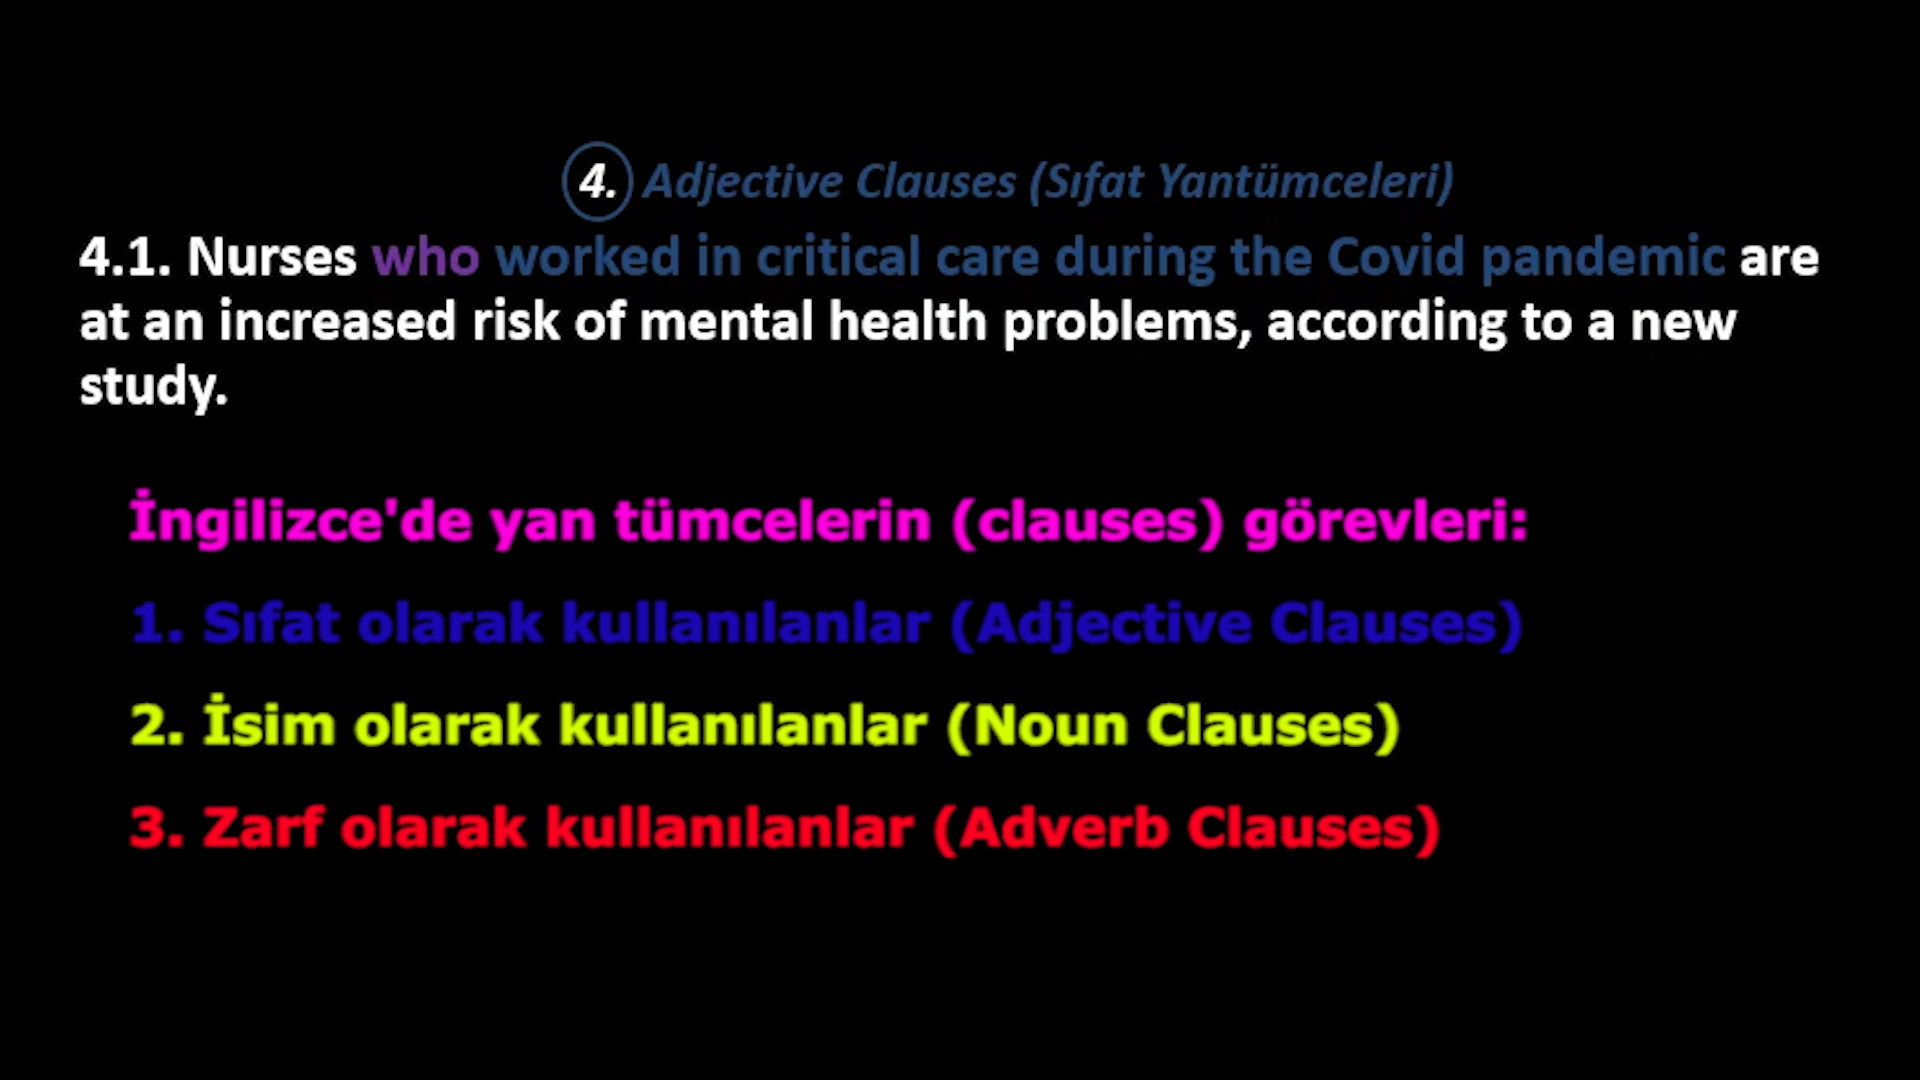 4. Adjective Clauses (Sıfat Yantümceleri)
4.1. Nurses who worked in critical care during the Covid pandemic are
at an increased risk of mental health problems, according to a new
study.
İngilizce'de yan tümcelerin (clauses) görevleri:
1. Sıfat olarak kullanılanlar (Adjective Clauses)
2. İsim olarak kullanılanlar (Noun Clauses)
3. Zarf olarak kullanılanlar (Adverb Clauses)